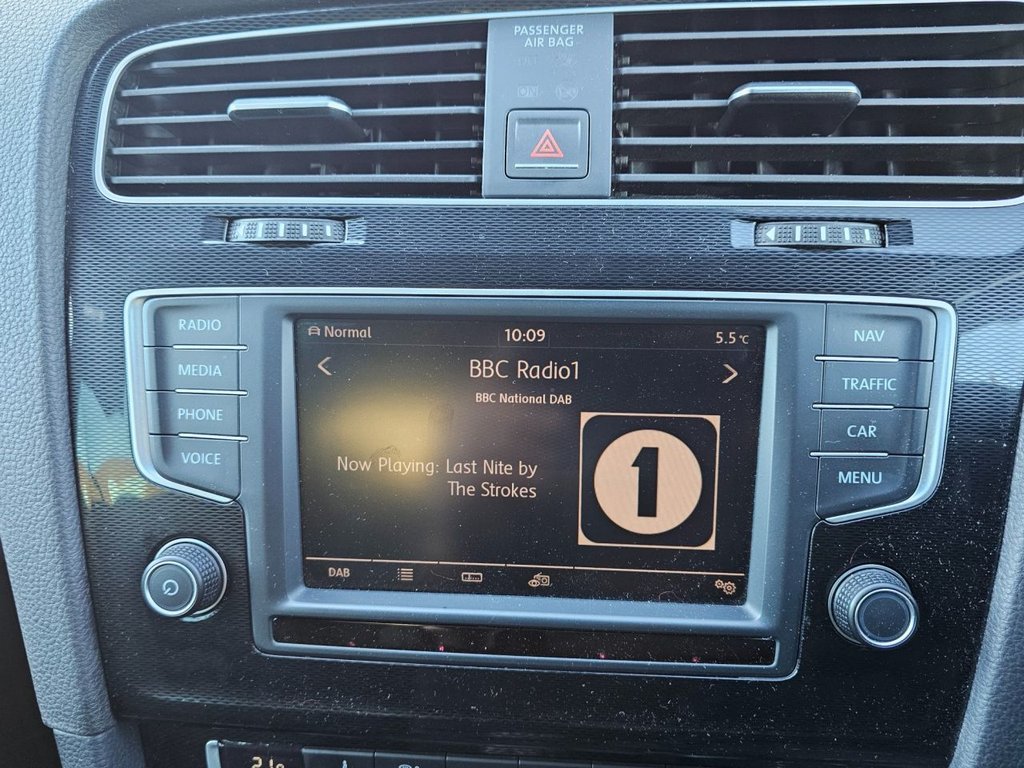 PASSENGER
AIR BAG
ON
RADIO
MEDIA
PHONE
VOICE
Normal
10:09
5.5°C
BBC Radio1
BBC National DAB
Now Playing: Last Nite by
The Strokes
1
DAB
NAV
TRAFFIC
CAR
MENU